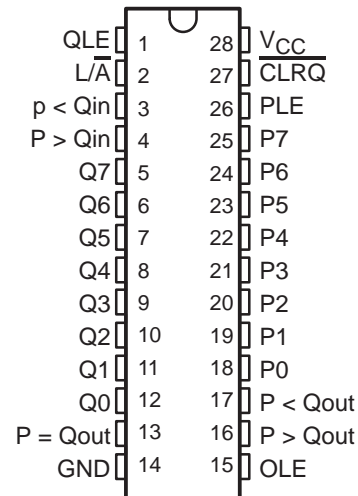 QLE 1 28 VCC
L/A̅ 2 27 C̅L̅R̅Q̅
p < Qin 3 26 PLE
P > Qin 4 25 P7
Q7 5 24 P6
Q6 6 23 P5
Q5 7 22 P4
Q4 8 21 P3
Q3 9 20 P2
Q2 10 19 P1
Q1 11 18 P0
Q0 12 17 P < Qout
P = Qout 13 16 P > Qout
GND 14 15 OLE